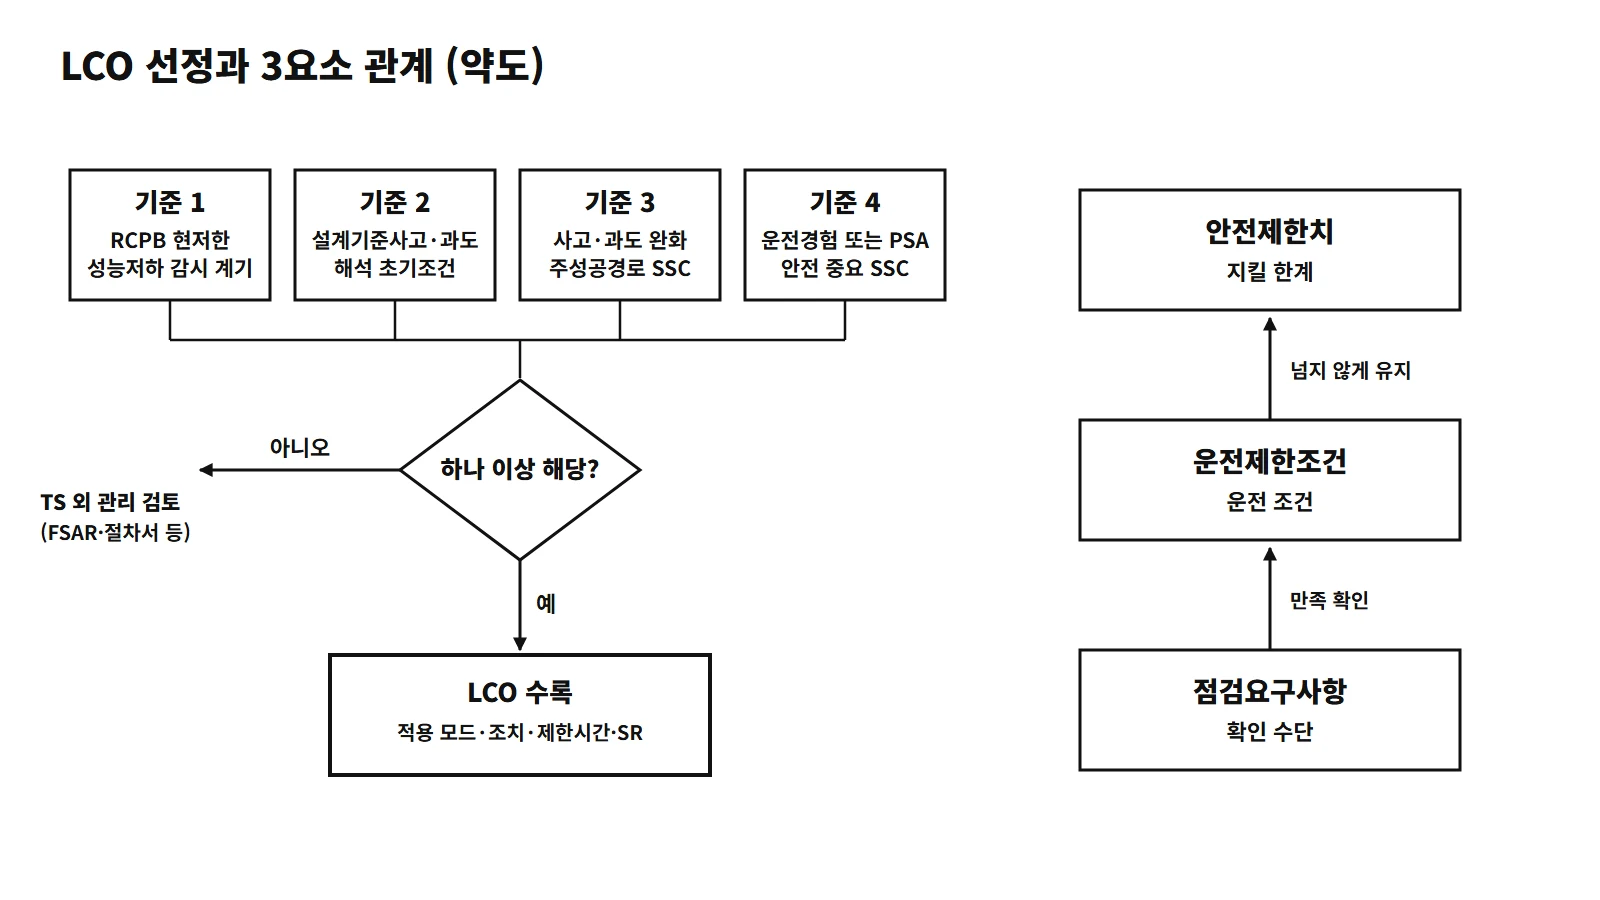 LCO 선정과 3요소 관계 (약도)
기준 1
RCPB 현저한
성능저하 감시 계기
기준 2
설계기준사고·과도
해석 초기조건
기준 3
사고·과도 완화
주성공경로 SSC
기준 4
운전경험 또는 PSA
안전 중요 SSC
하나 이상 해당?
아니오
TS 외 관리 검토
(FSAR·절차서 등)
예
LCO 수록
적용 모드·조치·제한시간·SR
안전제한치
지킬 한계
넘지 않게 유지
운전제한조건
운전 조건
만족 확인
점검요구사항
확인 수단